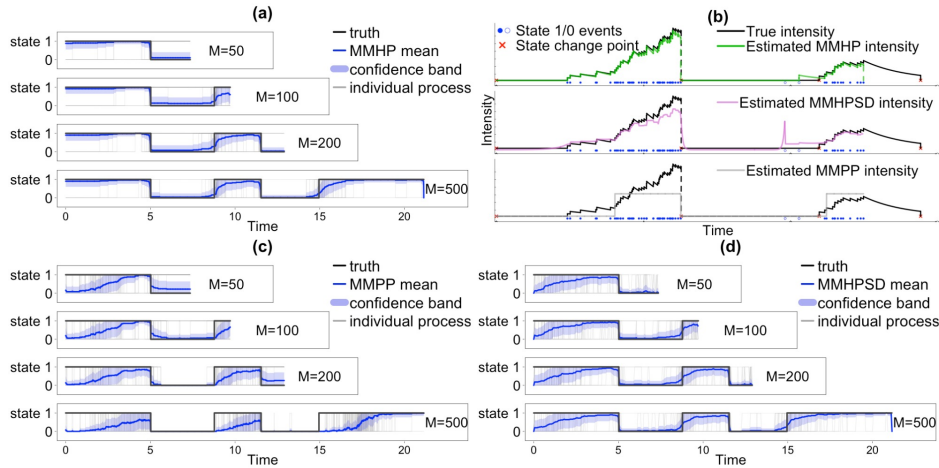 (a)
state 1
0
M=50
state 1
0
M=100
state 1
0
M=200
state 1
0
M=500
0 5 10 15 20
Time
truth
MMHP mean
confidence band
individual process
(b)
State 1/0 events
State change point
True intensity
Estimated MMHP intensity
Estimated MMHPSD intensity
Estimated MMPP intensity
Intensity
Time
(c)
state 1
0
M=50
state 1
0
M=100
state 1
0
M=200
state 1
0
M=500
0 5 10 15 20
Time
truth
MMPP mean
confidence band
individual process
(d)
state 1
0
M=50
state 1
0
M=100
state 1
0
M=200
state 1
0
M=500
0 5 10 15 20
Time
truth
MMHPSD mean
confidence band
individual process